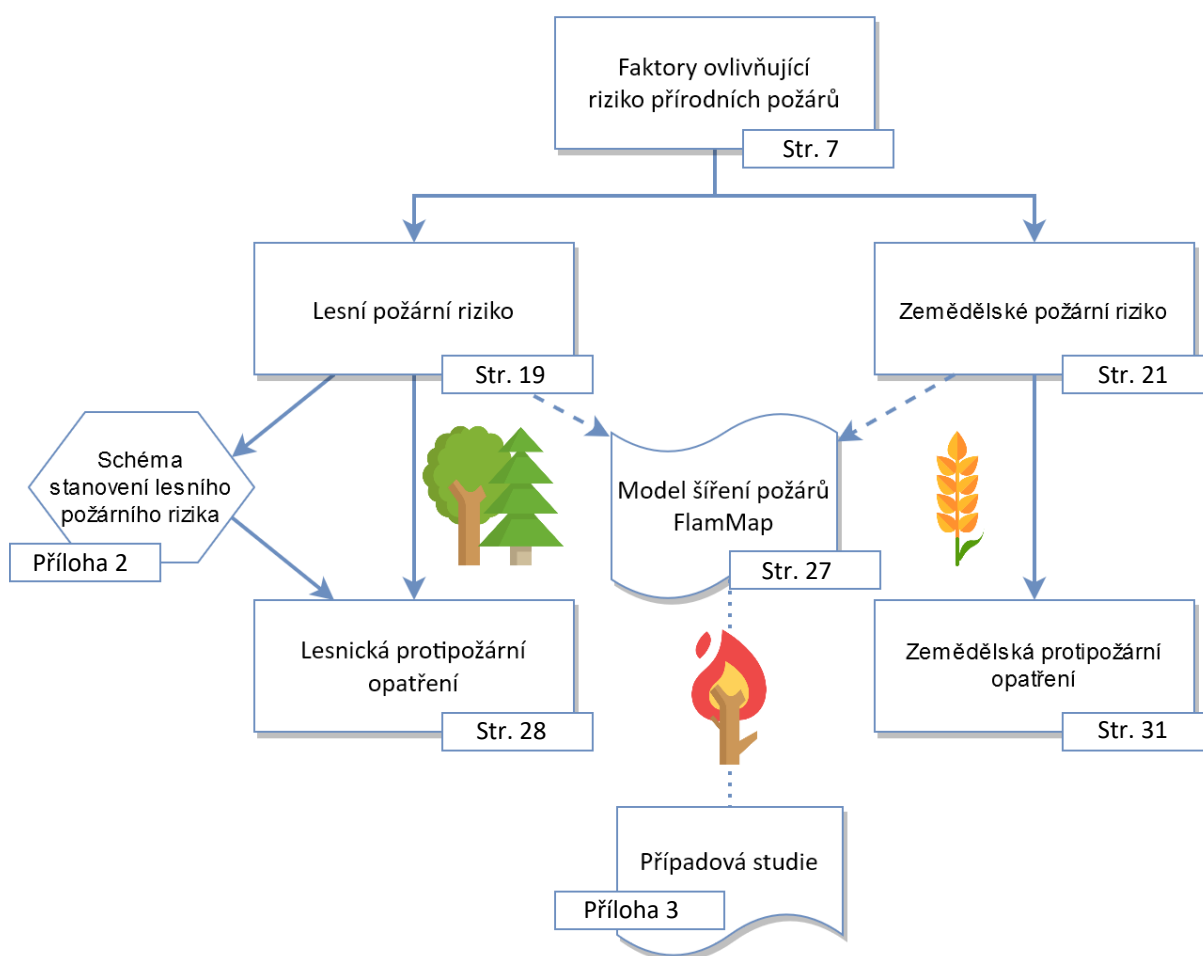 Faktory ovlivňující
riziko přírodních požárů
Str. 7
Lesní požární riziko
Str. 19
Zemědělské požární riziko
Str. 21
Schéma
stanovení lesního
požárního rizika
Příloha 2
Model šíření požárů
FlamMap
Str. 27
Lesnická protipožární
opatření
Str. 28
Zemědělská protipožární
opatření
Str. 31
Případová studie
Příloha 3